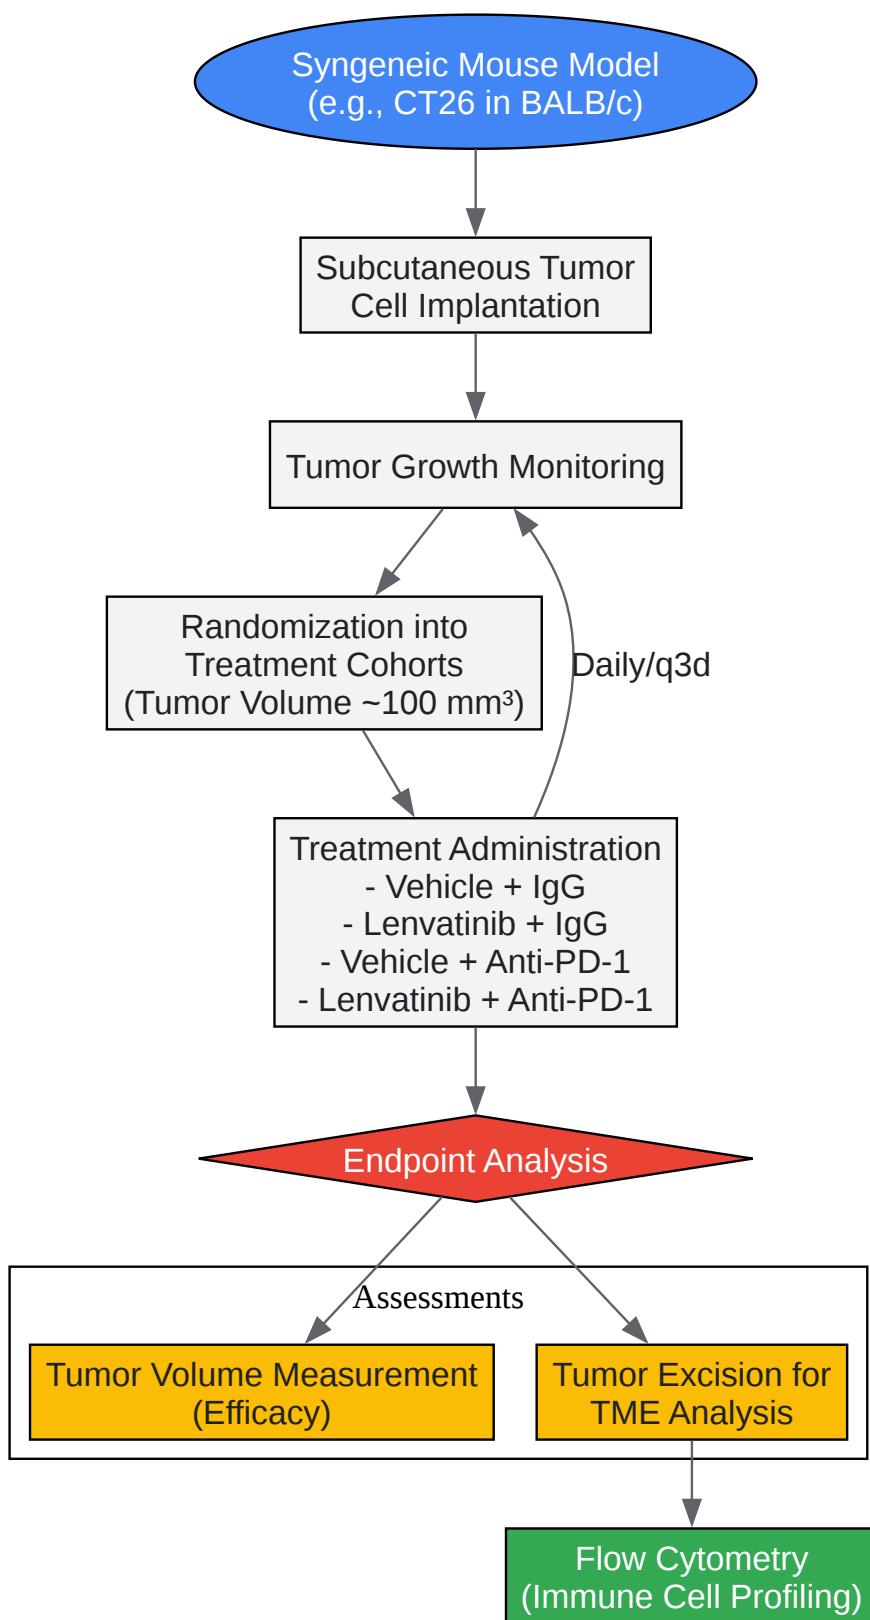 Syngeneic Mouse Model
(e.g., CT26 in BALB/c)
Subcutaneous Tumor
Cell Implantation
Tumor Growth Monitoring
Randomization into
Treatment Cohorts
(Tumor Volume ~100 mm³)
Daily/q3d
Treatment Administration
- Vehicle + IgG
- Lenvatinib + IgG
- Vehicle + Anti-PD-1
- Lenvatinib + Anti-PD-1
Endpoint Analysis
Assessments
Tumor Volume Measurement
(Efficacy)
Tumor Excision for
TME Analysis
Flow Cytometry
(Immune Cell Profiling)